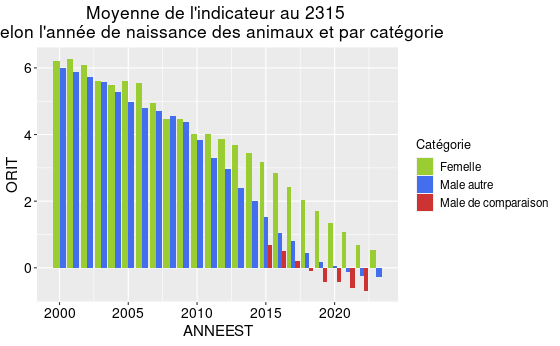 Moyenne de l'indicateur au 2315
elon l'année de naissance des animaux et par catégorie
ORIT
6
4
2
0
2000
2005
2010
2015
2020
ANNEEST
Catégorie
Femelle
Male autre
Male de comparaison